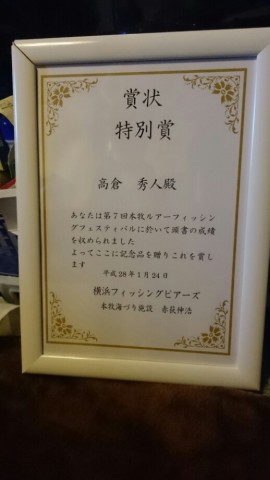 賞状
特別賞
高倉 秀人殿
あなたは第7回本牧ルアーフィッシン
グフェスティバルに於いて頭書の成績
を収められました
よってここに記念品を贈りこれを賞し
ます
平成28年1月24日
横浜フィッシングピアーズ
本牧海づり施設 赤荻伸浩